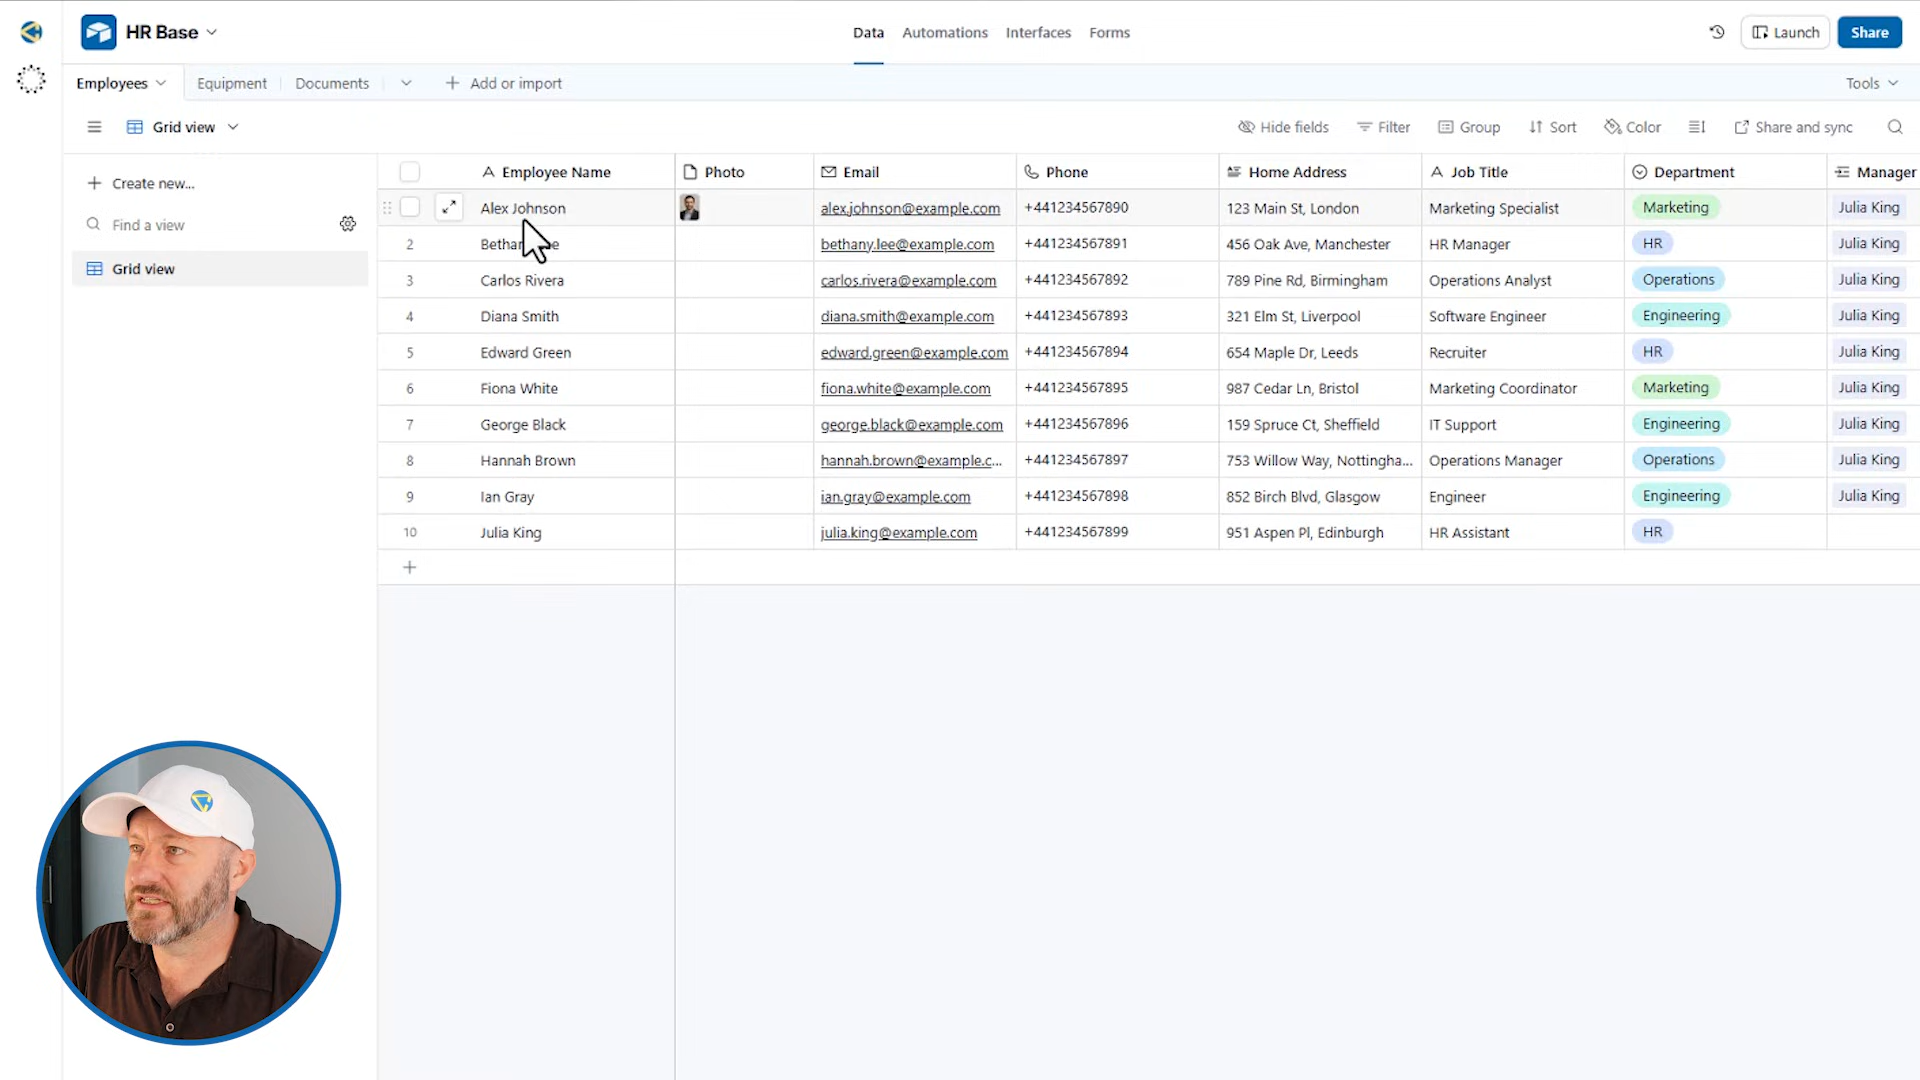 HR Base
Data Automations Interfaces Forms
Launch Share
Employees Equipment Documents + Add or import Tools
Grid view
Hide fields Filter Group Sort Color Share and sync
Create new...
Find a view
Grid view
Employee Name Photo Email Phone Home Address Job Title Department Manager
Alex Johnson alex.johnson@example.com +441234567890 123 Main St, London Marketing Specialist Marketing Julia King
2 alex bethany.lee@example.com +441234567891 456 Oak Ave, Manchester HR Manager HR Julia King
3 Carlos Rivera carlos.rivera@example.com +441234567892 789 Pine Rd, Birmingham Operations Analyst Operations Julia King
4 Diana Smith diana.smith@example.com +441234567893 321 Elm St, Liverpool Software Engineer Engineering Julia King
5 Edward Green edward.green@example.com +441234567894 654 Maple Dr, Leeds Recruiter HR Julia King
6 Fiona White fiona.white@example.com +441234567895 987 Cedar Ln, Bristol Marketing Coordinator Marketing Julia King
7 George Black george.black@example.com +441234567896 159 Spruce Ct, Sheffield IT Support Engineering Julia King
8 Hannah Brown hannah.brown@example.c... +441234567897 753 Willow Way, Nottingha... Operations Manager Operations Julia King
9 Ian Gray ian.gray@example.com +441234567898 852 Birch Blvd, Glasgow Engineer Engineering Julia King
10 Julia King julia.king@example.com +441234567899 951 Aspen Pl, Edinburgh HR Assistant HR